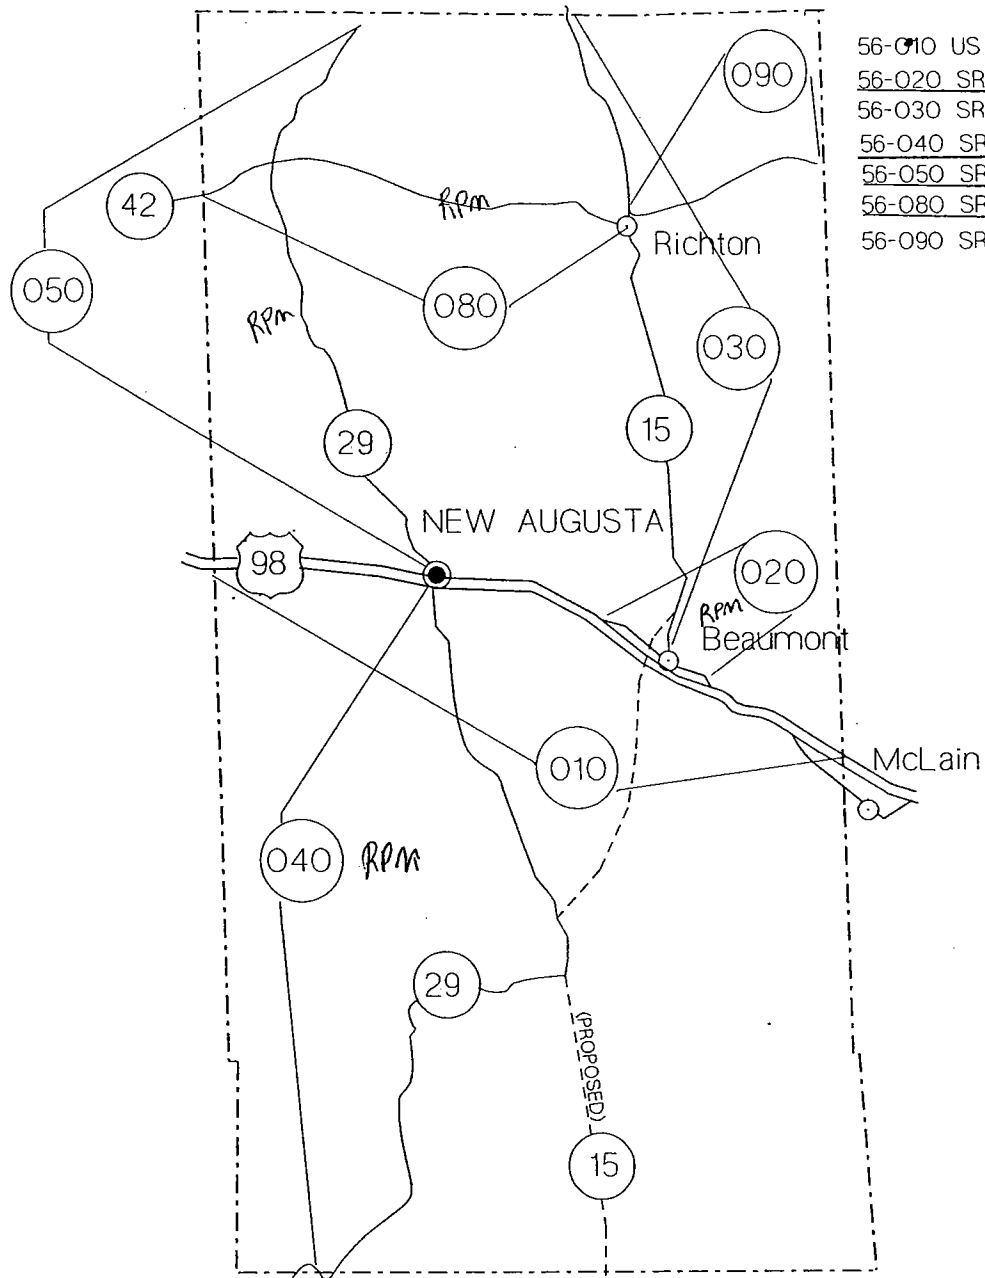 56-010 US
56-020 SR
56-030 SR
56-040 SR
56-050 SR
56-080 SR
56-090 SR
090
42
RPM
Richton
050
080
RPM
030
29
15
NEW AUGUSTA
98
020
RPM
Beaumont
010
McLain
040 RPM
29
(PROPOSED)
15